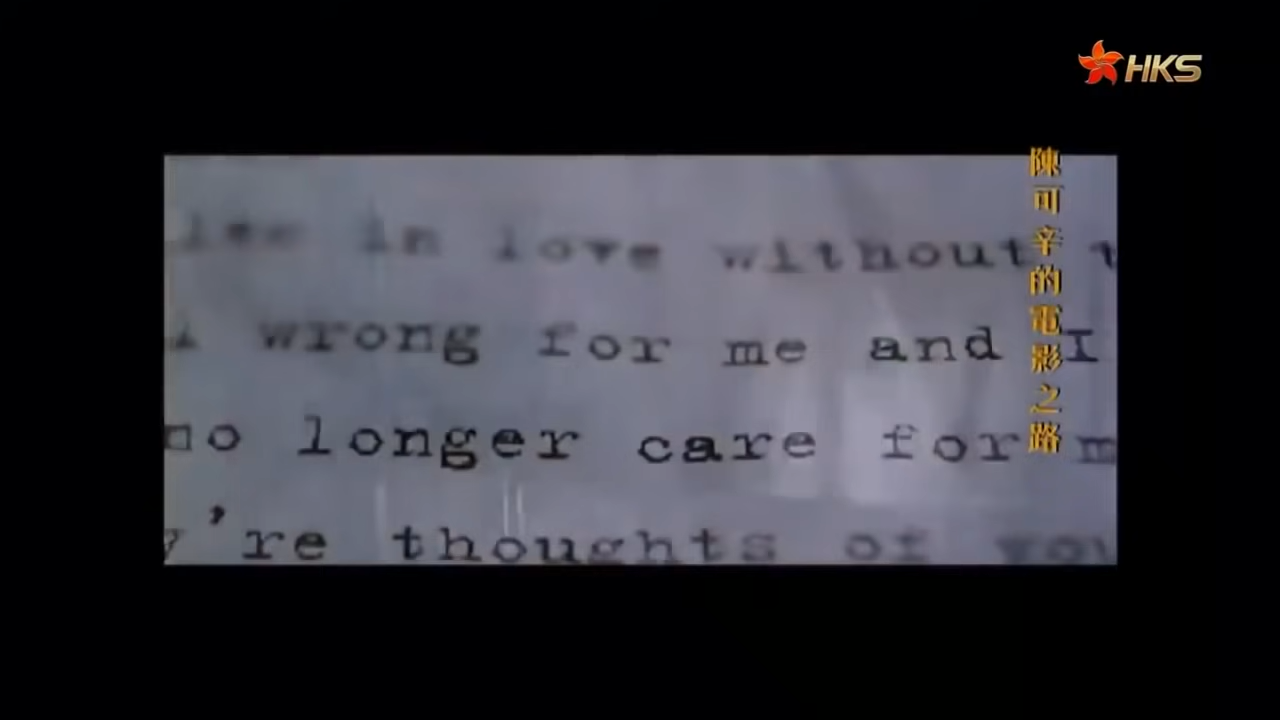 HKS
陳可辛的電影之路
in love without
wrong for me and I
no longer care for
're thoughts of